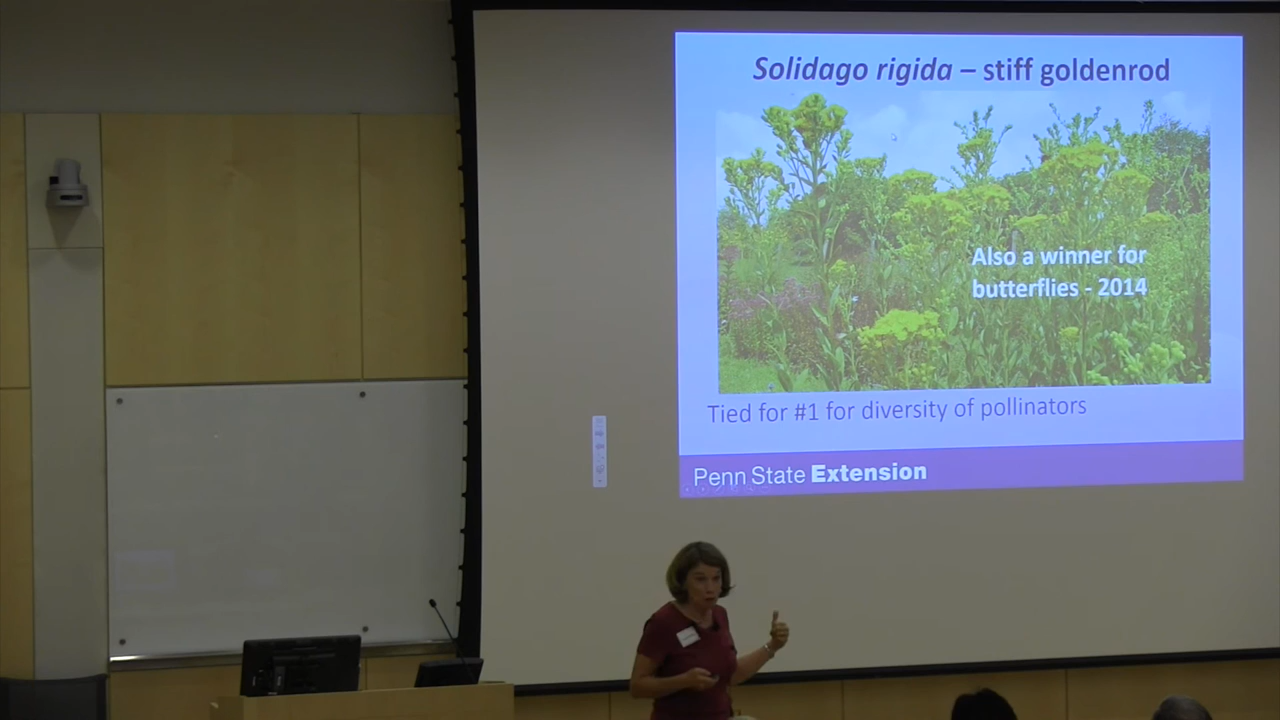 Solidago rigida – stiff goldenrod
Also a winner for
butterflies - 2014
Tied for #1 for diversity of pollinators
Penn State Extension